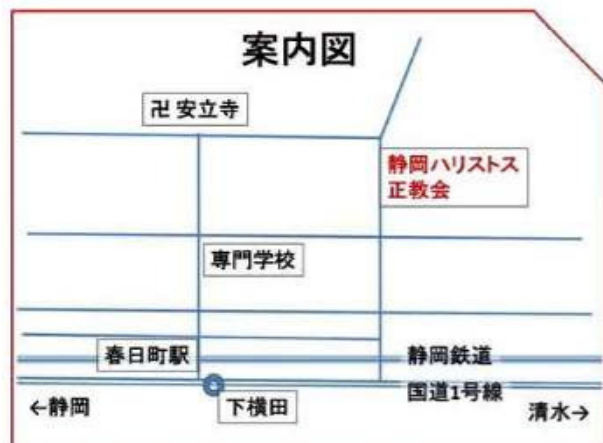 案内図
卍 安立寺
静岡ハリストス
正教会
専門学校
春日町駅
静岡鉄道
国道1号線
←静岡
下横田
清水→